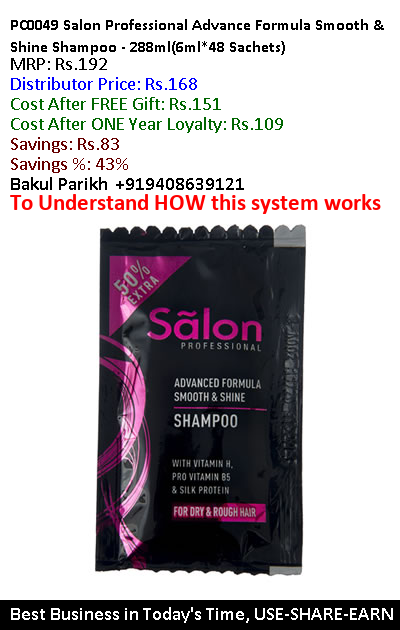 PC0049 Salon Professional Advance Formula Smooth &
Shine Shampoo - 288ml(6ml*48 Sachets)
MRP: Rs.192
Distributor Price: Rs.168
Cost After FREE Gift: Rs.151
Cost After ONE Year Loyalty: Rs.109
Savings: Rs.83
Savings %: 43%
Bakul Parikh +919408639121
To Understand HOW this system works
50%
EXTRA
Sãlon
PROFESSIONAL
ADVANCED FORMULA
SMOOTH & SHINE
SHAMPOO
WITH VITAMIN H,
PRO VITAMIN B5
& SILK PROTEIN
FOR DRY & ROUGH HAIR
Best Business in Today's Time, USE-SHARE-EARN